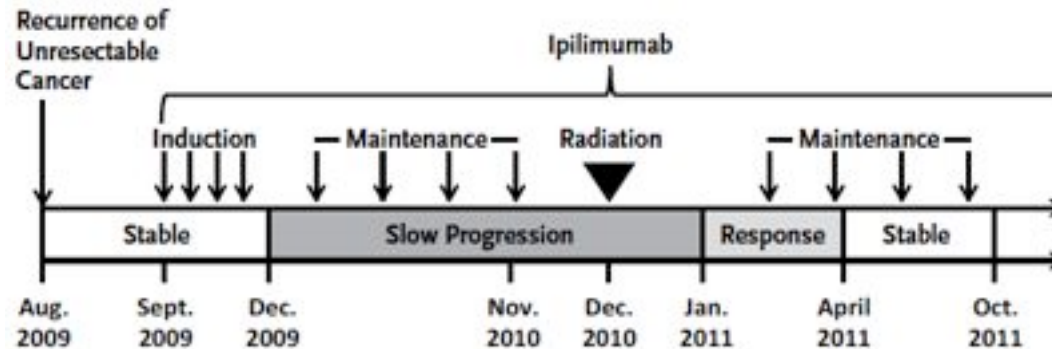 Recurrence of
Unresectable
Cancer
Ipilimumab
Induction
Maintenance
Radiation
Maintenance
Stable
Slow Progression
Response
Stable
Aug.
2009
Sept.
2009
Dec.
2009
Nov.
2010
Dec.
2010
Jan.
2011
April
2011
Oct.
2011